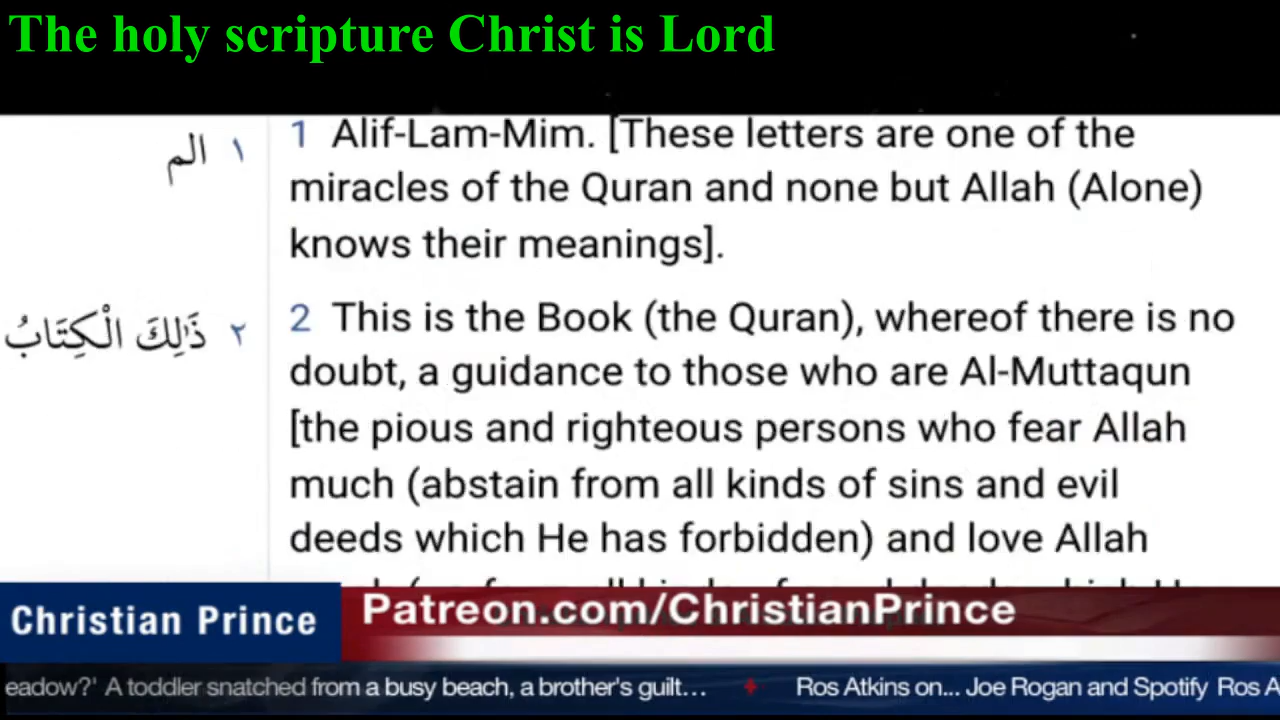 The holy scripture Christ is Lord
١ الم
1 Alif-Lam-Mim. [These letters are one of the
miracles of the Quran and none but Allah (Alone)
knows their meanings].
٢ ذَٰلِكَ الْكِتَابُ
2 This is the Book (the Quran), whereof there is no
doubt, a guidance to those who are Al-Muttaqun
[the pious and righteous persons who fear Allah
much (abstain from all kinds of sins and evil
deeds which He has forbidden) and love Allah
Christian Prince
Patreon.com/ChristianPrince
eadow?' A toddler snatched from a busy beach, a brother's guilt... Ros Atkins on... Joe Rogan and Spotify Ros A